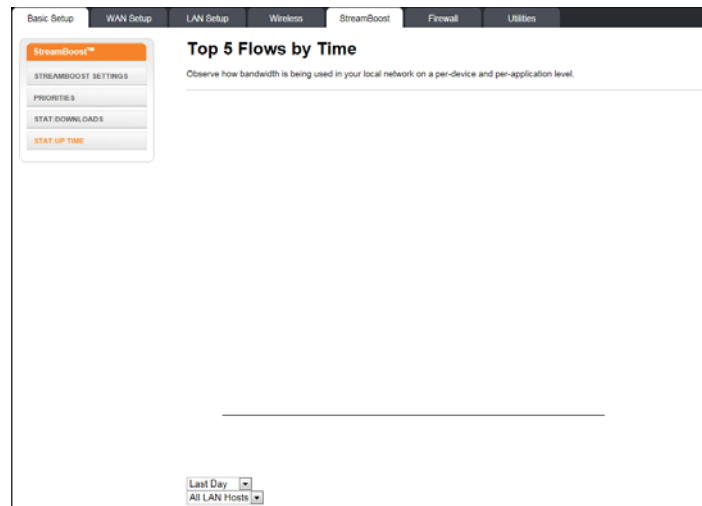 Basic Setup WAN Setup LAN Setup Wireless StreamBoost Firewall Utilities
StreamBoost™
STREAMBOOST SETTINGS
PRIORITIES
STAT:DOWNLOADS
STAT:UP TIME
Top 5 Flows by Time
Observe how bandwidth is being used in your local network on a per-device and per-application level.
Last Day
All LAN Hosts